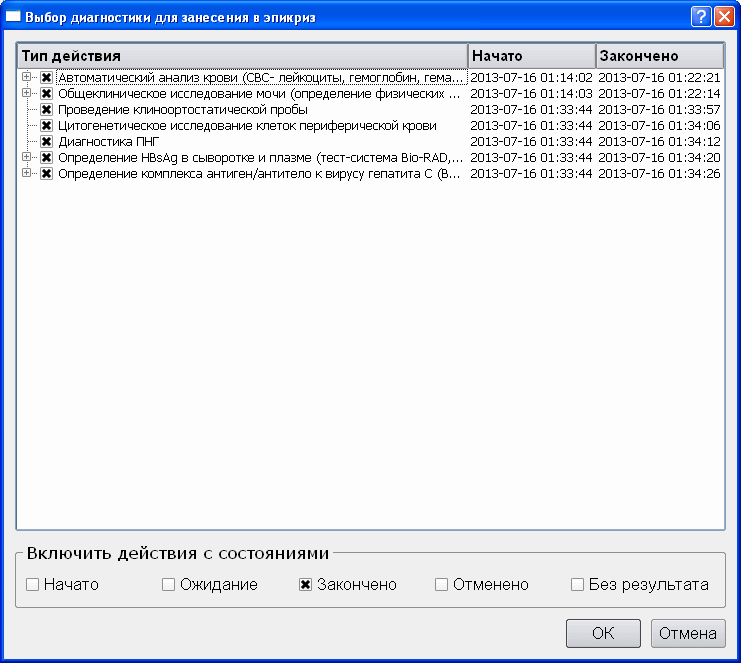 Выбор диагностики для занесения в эпикриз
Тип действия Начато Закончено
Автоматический анализ крови (СВС- лейкоциты, гемоглобин, гема... 2013-07-16 01:14:02 2013-07-16 01:22:21
Общеклиническое исследование мочи (определение физических ... 2013-07-16 01:14:03 2013-07-16 01:22:14
Проведение клиноортостатической пробы 2013-07-16 01:33:44 2013-07-16 01:33:57
Цитогенетическое исследование клеток периферической крови 2013-07-16 01:33:44 2013-07-16 01:34:06
Диагностика ПНГ 2013-07-16 01:33:44 2013-07-16 01:34:12
Определение HBsAg в сыворотке и плазме (тест-система Bio-RAD,... 2013-07-16 01:33:44 2013-07-16 01:34:20
Определение комплекса антиген/антитело к вирусу гепатита С (В... 2013-07-16 01:33:44 2013-07-16 01:34:26
Включить действия с состояниями
Начато Ожидание Закончено Отменено Без результата
ОК Отмена